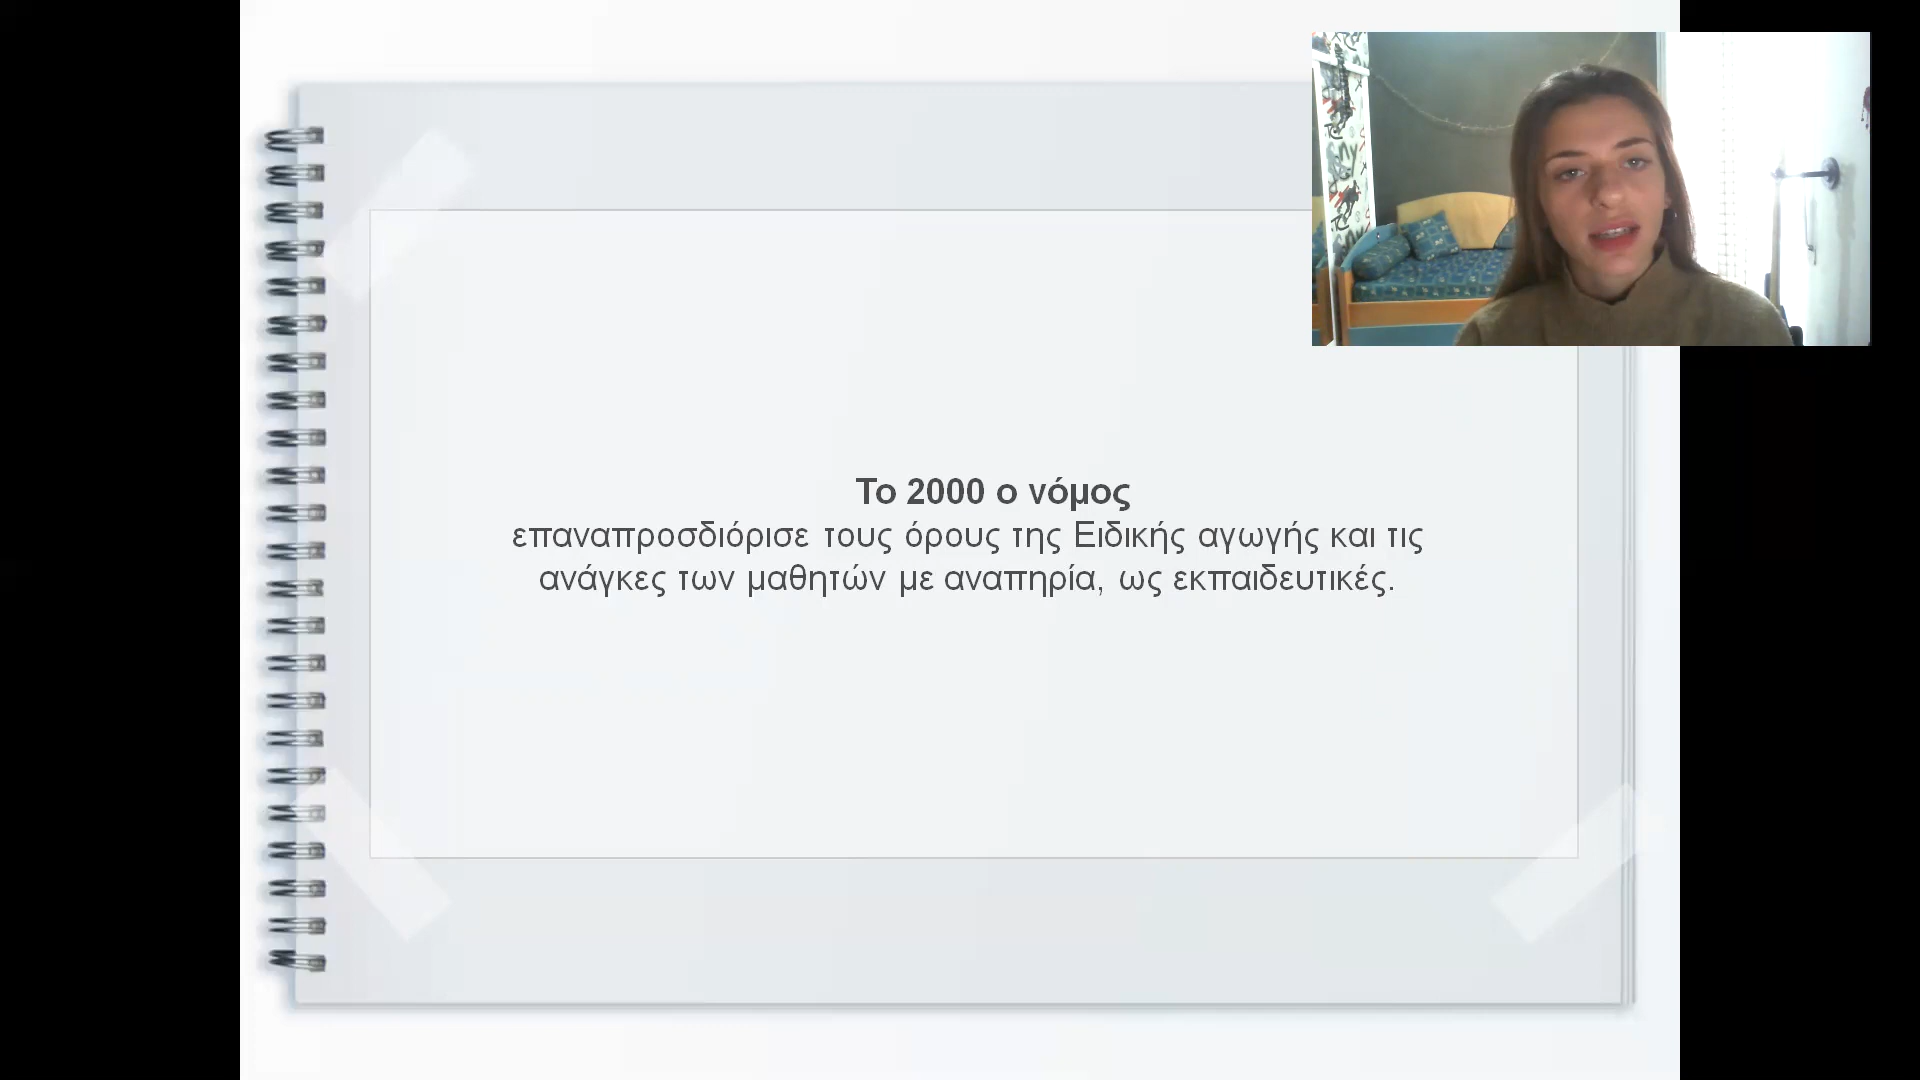 Το 2000 ο νόμος
επαναπροσδιόρισε τους όρους της Ειδικής αγωγής και τις
ανάγκες των μαθητών με αναπηρία, ως εκπαιδευτικές.